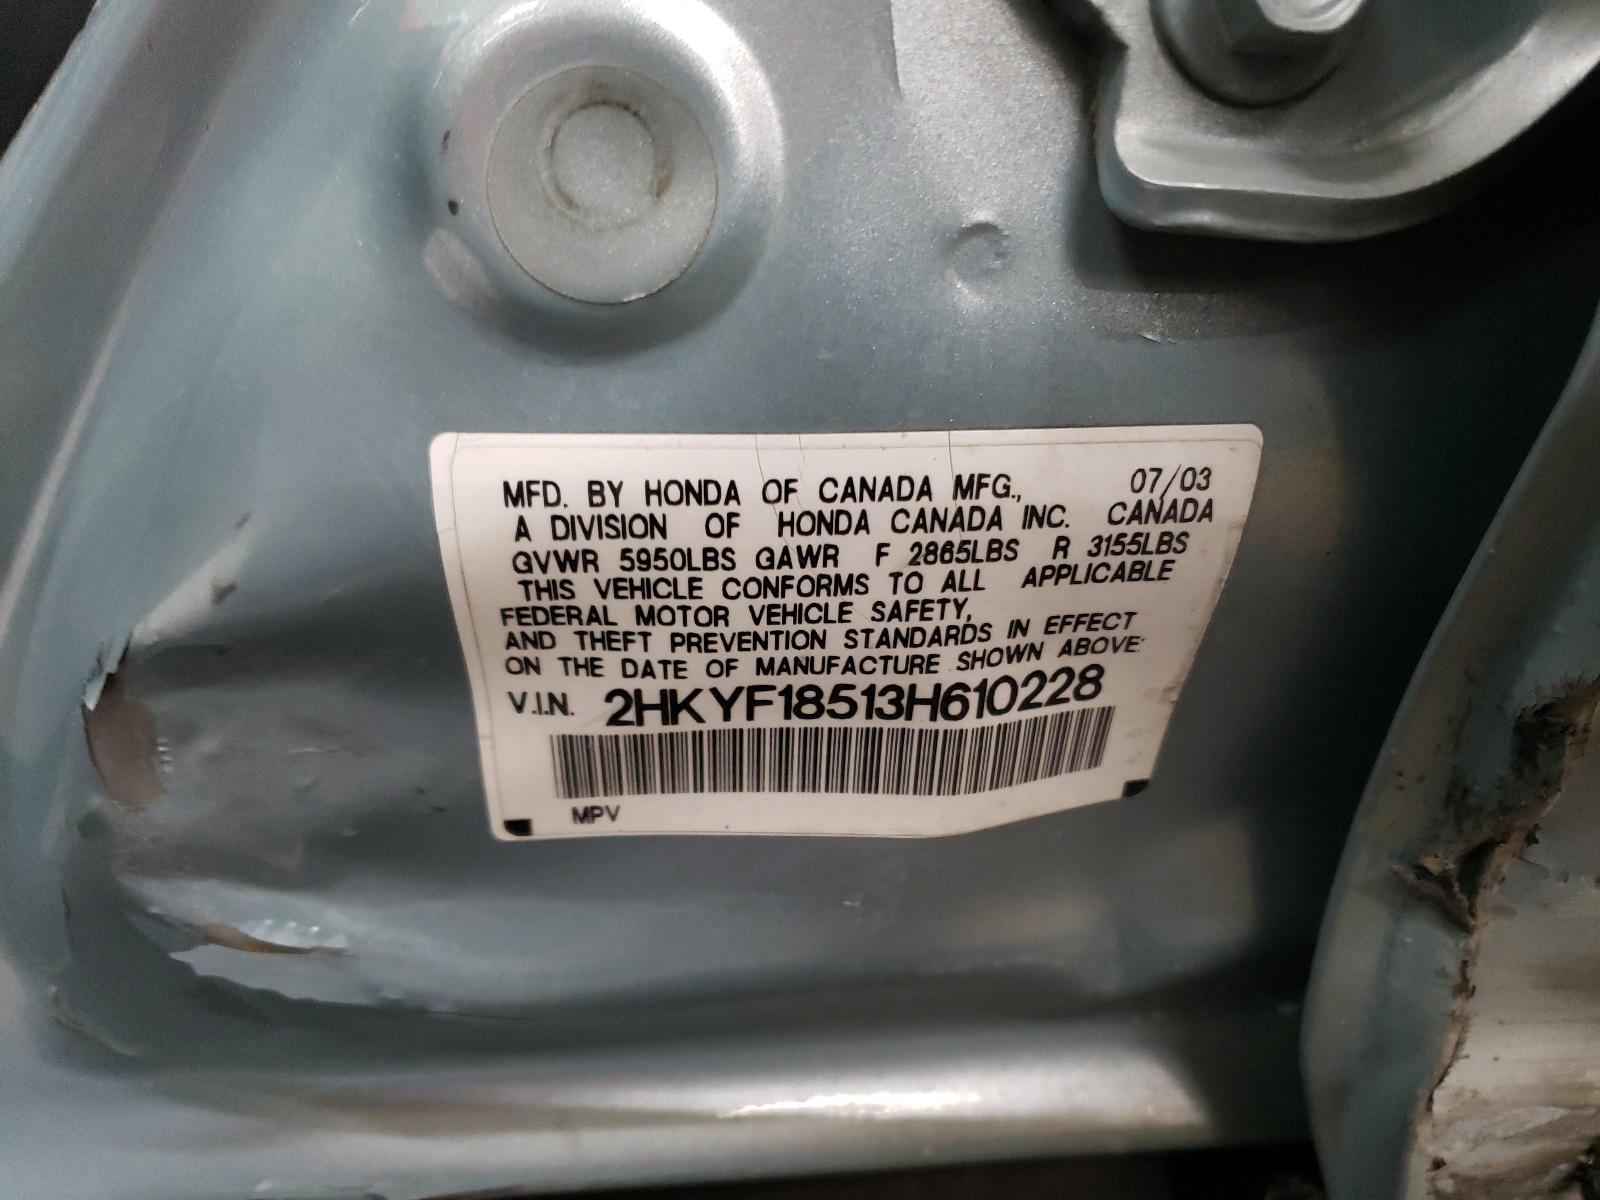 MFD. BY HONDA OF CANADA MFG., 07/03
A DIVISION OF HONDA CANADA INC. CANADA
GVWR 5950LBS GAWR F 2865LBS R 3155LBS
THIS VEHICLE CONFORMS TO ALL APPLICABLE
FEDERAL MOTOR VEHICLE SAFETY,
AND THEFT PREVENTION STANDARDS IN EFFECT
ON THE DATE OF MANUFACTURE SHOWN ABOVE.
V.I.N. 2HKYF18513H610228
MPV